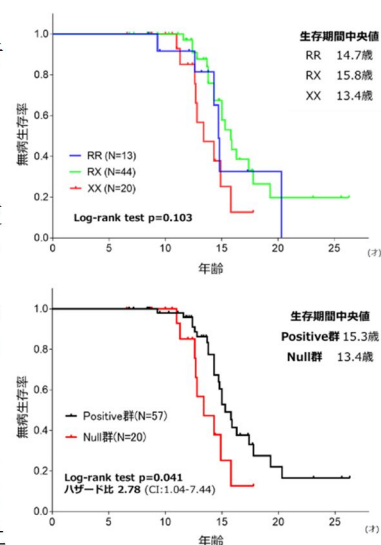 生存期間中央値
RR 14.7歳
RX 15.8歳
XX 13.4歳
無病生存率
1.0
0.8
0.6
0.4
0.2
0.0
RR (N=13)
RX (N=44)
XX (N=20)
Log-rank test p=0.103
0 5 10 15 20 25
(才)
年齢
生存期間中央値
Positive群 15.3歳
Null群 13.4歳
無病生存率
1.0
0.8
0.6
0.4
0.2
0.0
Positive群(N=57)
Null群(N=20)
Log-rank test p=0.041
ハザード比 2.78 (CI:1.04-7.44)
0 5 10 15 20 25
(才)
年齢